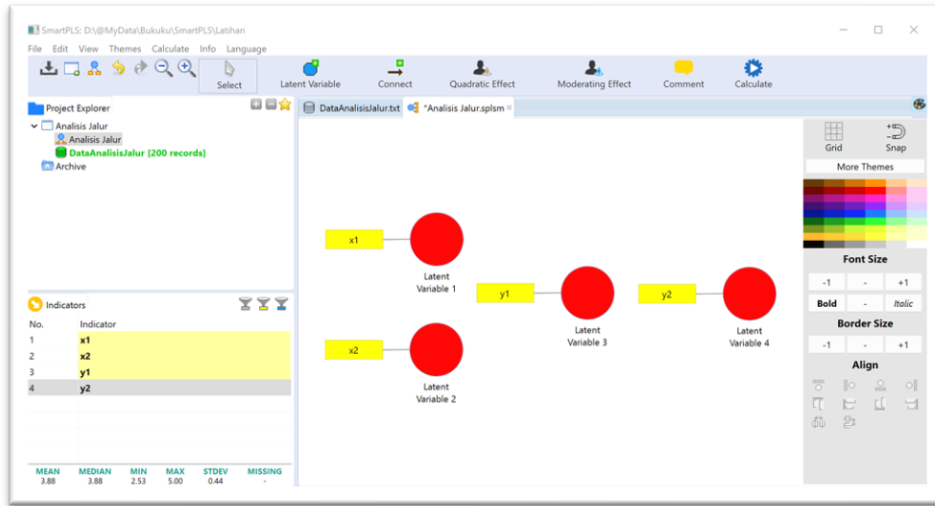 SmartPLS: D:\@MyData\Bukuku\SmartPLS\Latihan
File Edit View Themes Calculate Info Language
Select
Latent Variable
Connect
Quadratic Effect
Moderating Effect
Comment
Calculate
Project Explorer
Analisis Jalur
Analisis Jalur
DataAnalisisJalur [200 records]
Archive
DataAnalisisJalur.txt
*Analisis Jalur.splsm
x1
Latent
Variable 1
x2
Latent
Variable 2
y1
Latent
Variable 3
y2
Latent
Variable 4
Indicators
No. Indicator
1 x1
2 x2
3 y1
4 y2
MEAN MEDIAN MIN MAX STDEV MISSING
3.88 3.88 2.53 5.00 0.44 -
Grid Snap
More Themes
Font Size
-1 - +1
Bold - Italic
Border Size
-1 - +1
Align